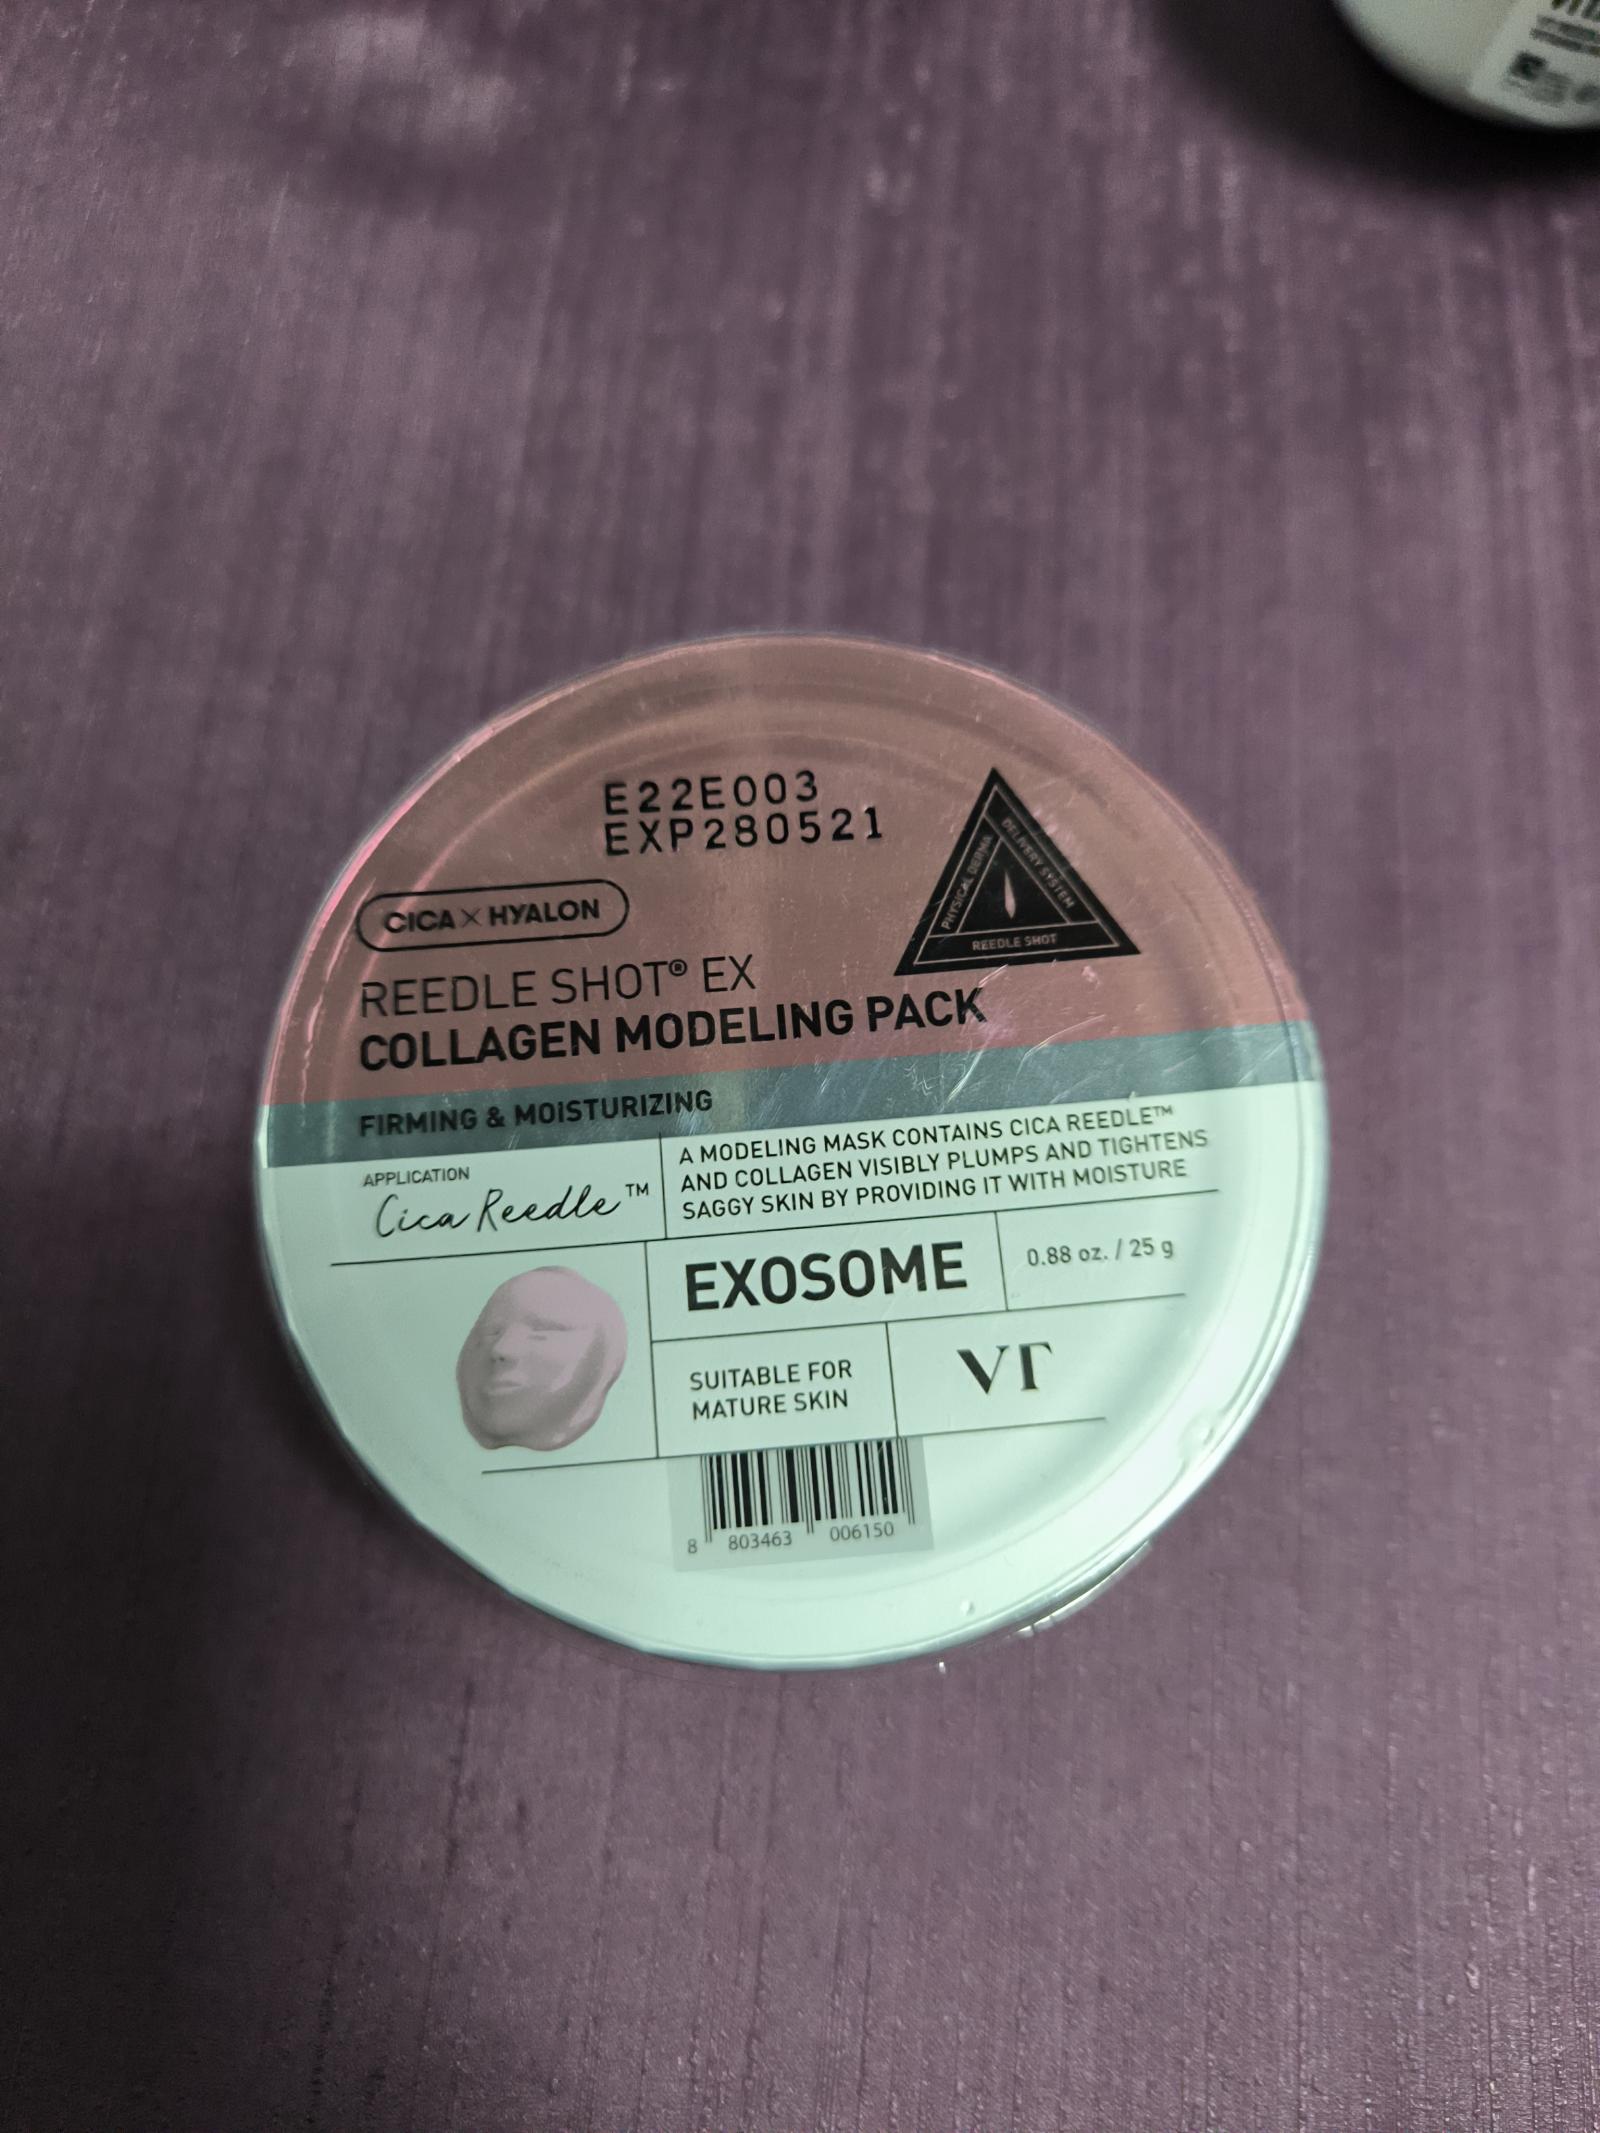 E22E003
EXP280521
PHYSICAL DERMA
DELIVERY SYSTEM
REEDLE SHOT
CICA × HYALON
REEDLE SHOT® EX
COLLAGEN MODELING PACK
FIRMING & MOISTURIZING
APPLICATION
Cica Reedle™
A MODELING MASK CONTAINS CICA REEDLE™
AND COLLAGEN VISIBLY PLUMPS AND TIGHTENS
SAGGY SKIN BY PROVIDING IT WITH MOISTURE
EXOSOME
0.88 oz. / 25 g
SUITABLE FOR
MATURE SKIN
VT
8 803463 006150